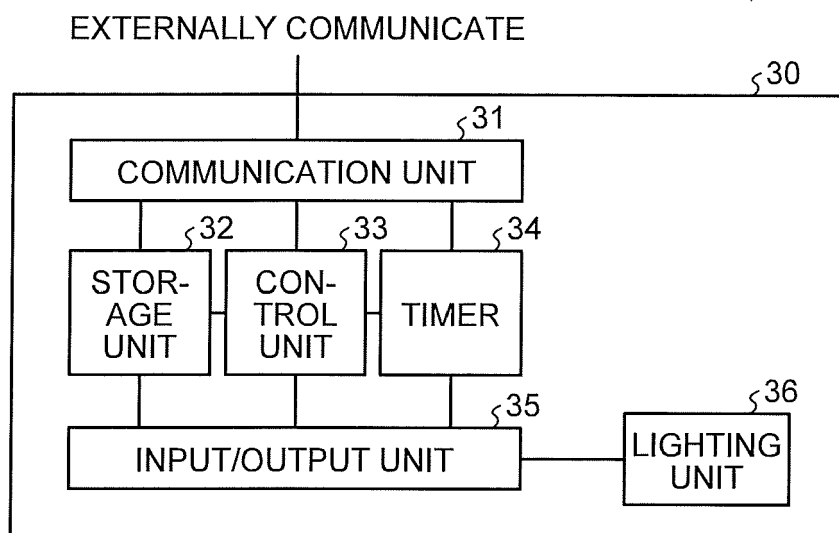 EXTERNALLY COMMUNICATE
30
31
COMMUNICATION UNIT
32
33
34
STOR-
AGE
UNIT
CON-
TROL
UNIT
TIMER
35
36
INPUT/OUTPUT UNIT
LIGHTING
UNIT